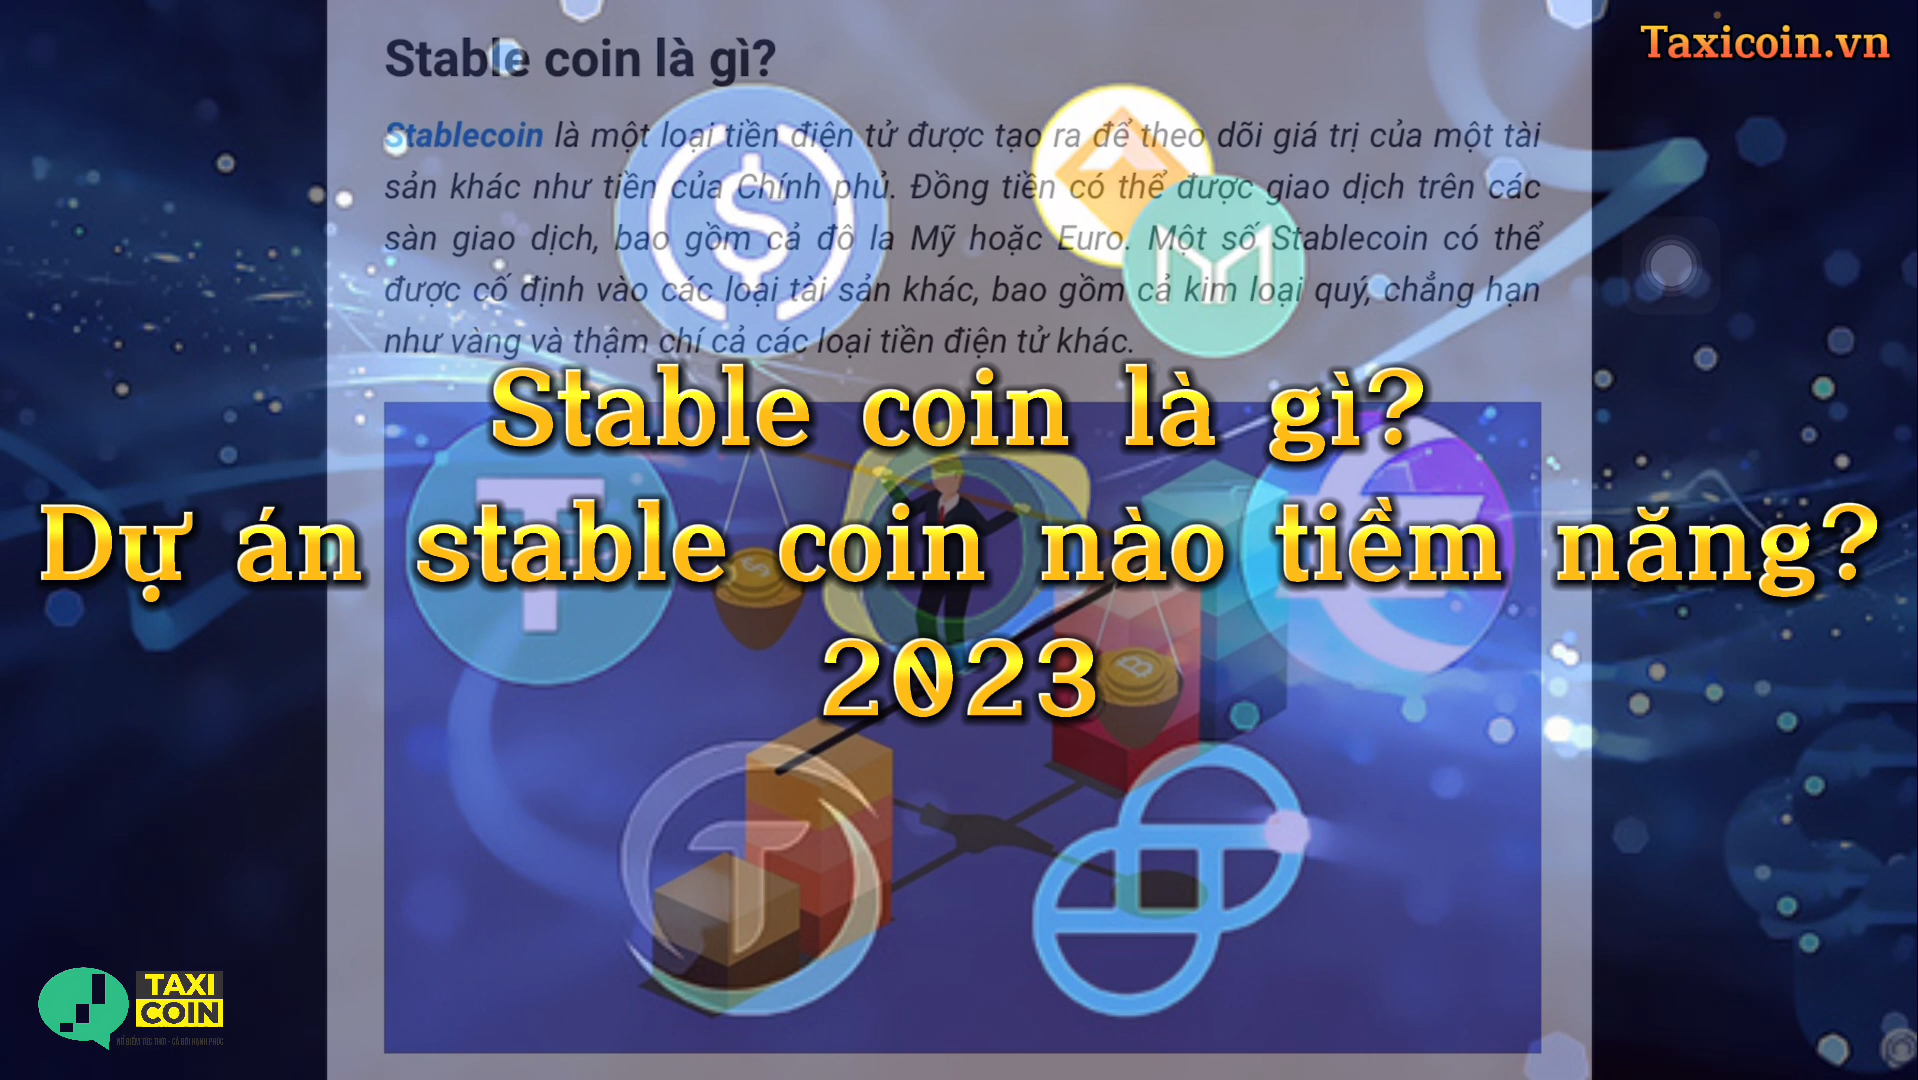 Taxicoin.vn
Stable coin là gì?
Stablecoin là một loại tiền điện tử được tạo ra để theo dõi giá trị của một tài
sản khác như tiền của Chính phủ. Đồng tiền có thể được giao dịch trên các
sàn giao dịch, bao gồm cả đô la Mỹ hoặc Euro. Một số Stablecoin có thể
được cố định vào các loại tài sản khác, bao gồm cả kim loại quý, chẳng hạn
như vàng và thậm chí cả các loại tiền điện tử khác.
Stable coin là gì?
Dự án stable coin nào tiềm năng?
2023
TAXI
COIN